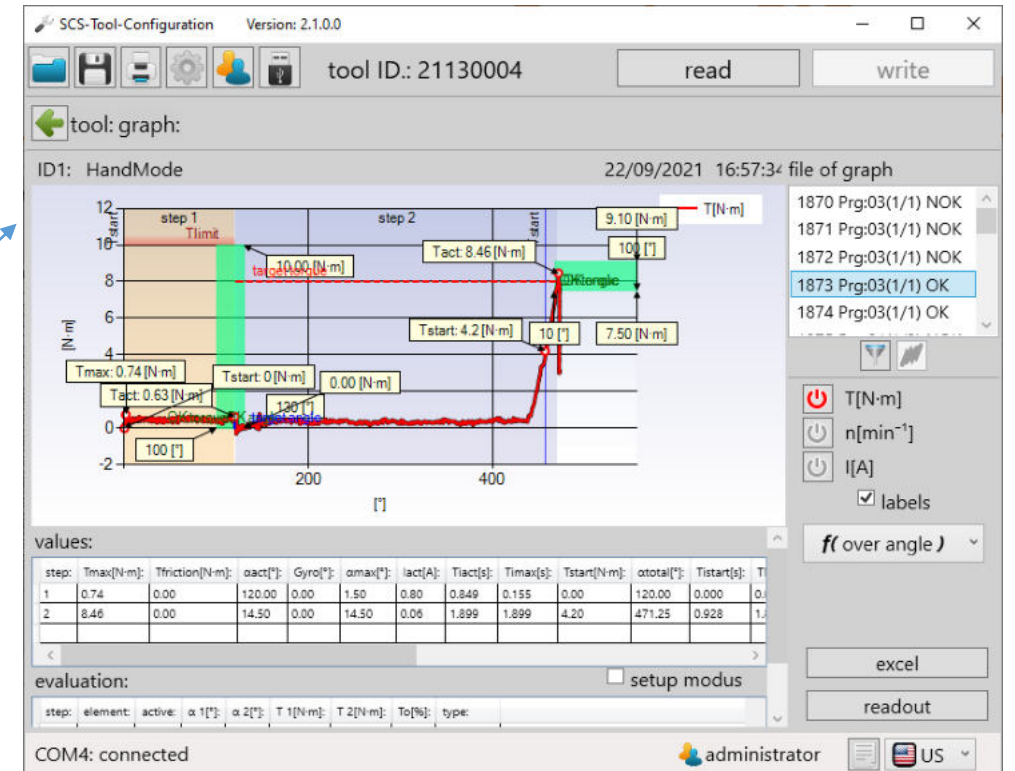 SCS-Tool-Configuration Version: 2.1.0.0
tool ID.: 21130004 read write
tool: graph:
ID1: HandMode 22/09/2021 16:57:34 file of graph
1870 Prg:03(1/1) NOK
1871 Prg:03(1/1) NOK
1872 Prg:03(1/1) NOK
1873 Prg:03(1/1) OK
1874 Prg:03(1/1) OK
T[N·m]
12
10
8
6
4
0
-2
[N·m]
start
step 1
step 2
start
Tlimit
9.10 [N·m]
100 [°]
Tact: 8.46 [N·m]
10.00 [N·m]
target torque
Tstart: 4.2 [N·m]
10 [°]
7.50 [N·m]
Tmax: 0.74 [N·m]
Tstart: 0 [N·m]
0.00 [N·m]
Tact: 0.63 [N·m]
130 [°]
100 [°]
200
400
[°]
T[N·m]
n[min⁻¹]
I[A]
labels
f( over angle )
values:
step: Tmax[N·m]: Tfriction[N·m]: αact[°]: Gyro[°]: αmax[°]: Iact[A]: Tiact[s]: Timax[s]: Tstart[N·m]: αtotal[°]: Tistart[s]:
1 0.74 0.00 120.00 0.00 1.50 0.80 0.849 0.155 0.00 120.00 0.000
2 8.46 0.00 14.50 0.00 14.50 0.06 1.899 1.899 4.20 471.25 0.928
evaluation: setup modus
step: element: active: α 1[°]: α 2[°]: T 1[N·m]: T 2[N·m]: To[%]: type:
excel
readout
COM4: connected administrator US